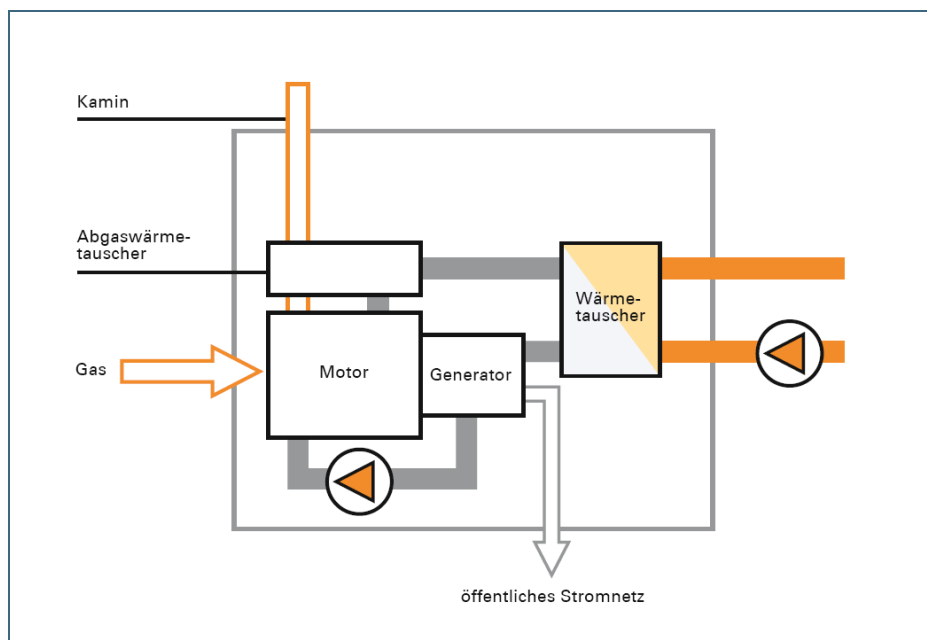 Kamin
Abgaswärme-
tauscher
Wärme-
tauscher
Gas
Motor
Generator
öffentliches Stromnetz